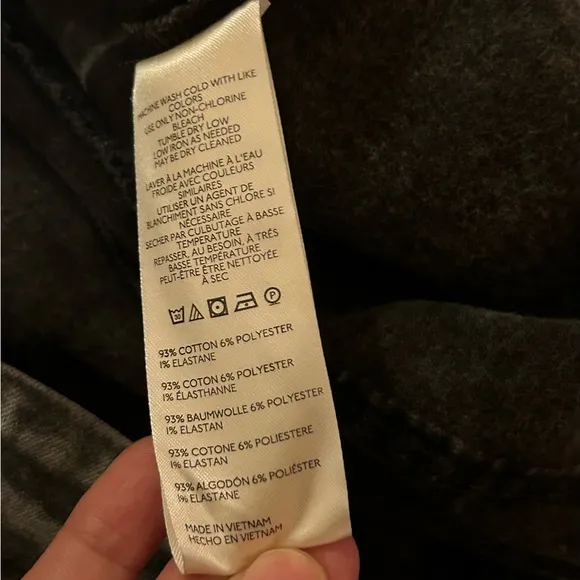 MACHINE WASH COLD WITH LIKE
COLORS
USE ONLY NON-CHLORINE
BLEACH
TUMBLE DRY LOW
LOW IRON AS NEEDED
MAY BE DRY CLEANED
LAVER À LA MACHINE À L'EAU
FROIDE AVEC COULEURS
SIMILAIRES
UTILISER UN AGENT DE
BLANCHIMENT SANS CHLORE SI
NÉCESSAIRE
SECHER PAR CULBUTAGE À BASSE
TEMPERATURE
REPASSER, AU BESOIN, À TRÉS
BASSE TEMPÉRATURE
PEUT-ÊTRE ÊTRE NETTOYÉE
À SEC
30 P
93% COTTON 6% POLYESTER
1% ELASTANE
93% COTON 6% POLYESTER
1% ÉLASTHANNE
93% BAUMWOLLE 6% POLYESTER
1% ELASTAN
93% COTONE 6% POLIESTERE
1% ELASTAN
93% ALGODÓN 6% POLIÉSTER
1% ELASTANE
MADE IN VIETNAM
HECHO EN VIETNAM